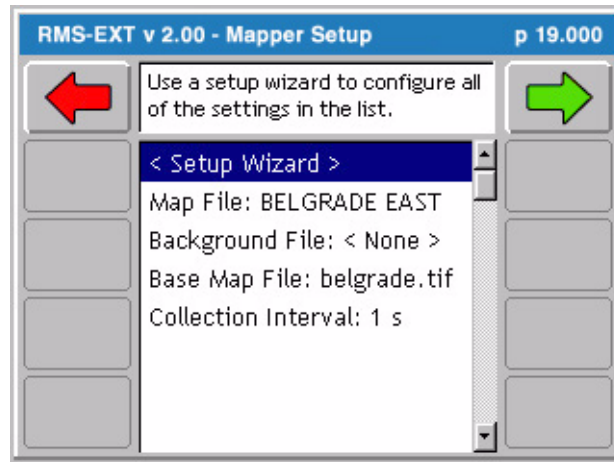 RMS-EXT v 2.00 - Mapper Setup p 19.000
Use a setup wizard to configure all
of the settings in the list.
< Setup Wizard >
Map File: BELGRADE EAST
Background File: < None >
Base Map File: belgrade.tif
Collection Interval: 1 s